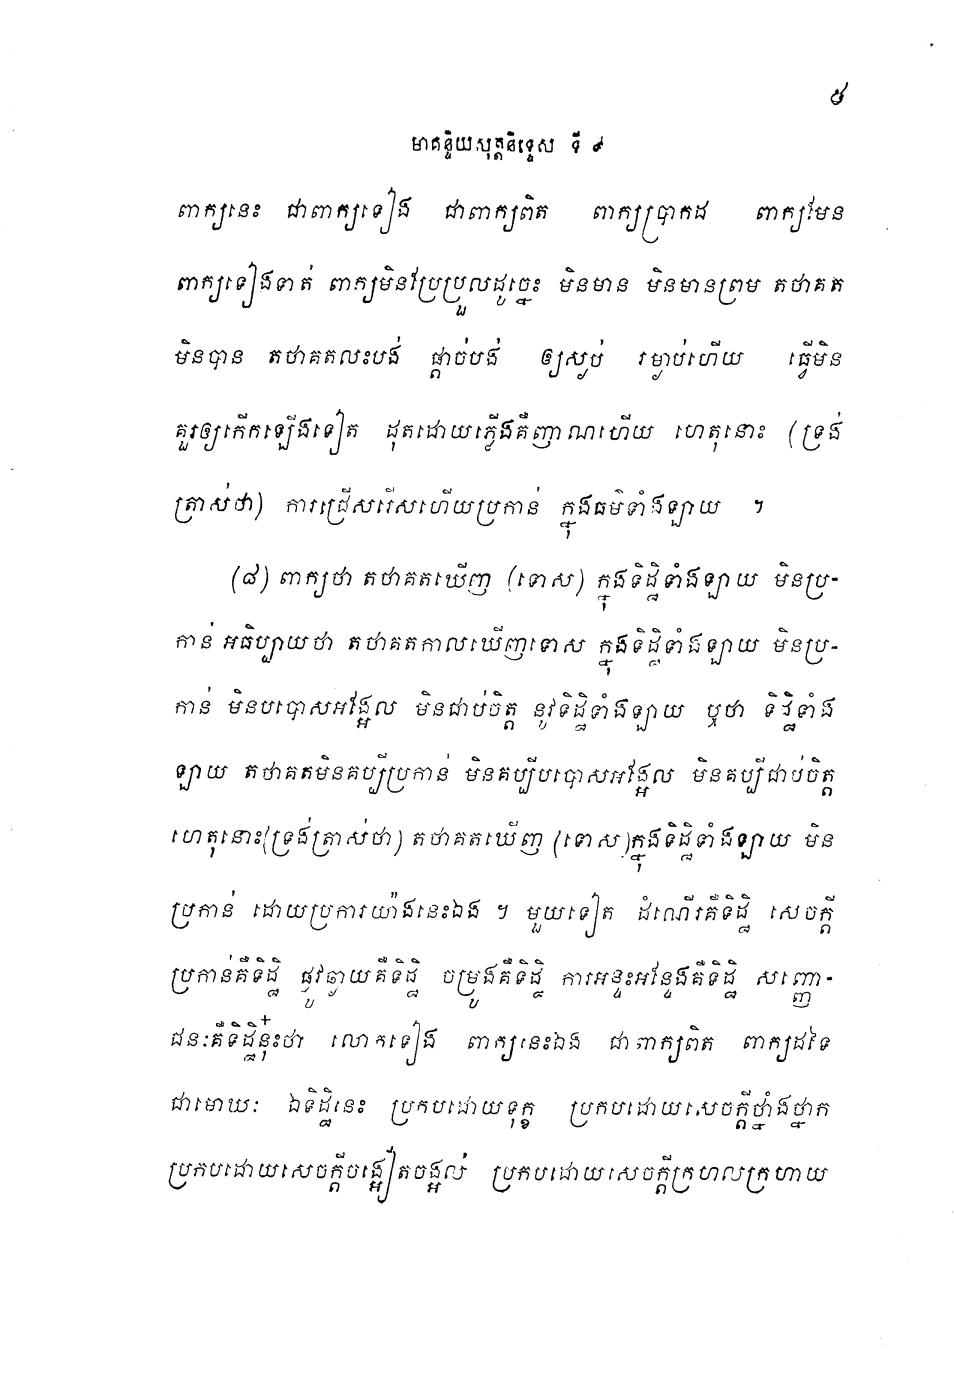 ៥
មាគន្ទិយសុត្តនិទ្ទេស ទី ៩
ពាក្យនេះ ជាពាក្យទៀង ជាពាក្យពិត ពាក្យប្រាកដ ពាក្យមែន
ពាក្យទៀងទាត់ ពាក្យមិនប្រែប្រួលដូច្នេះ មិនមាន មិនមានព្រម តថាគត
មិនបាន តថាគតលះបង់ ផ្តាច់បង់ ឲ្យស្ងប់ រម្ងាប់ហើយ ធ្វើមិន
គួរឲ្យកើតឡើងទៀត ដុតដោយភ្លើងគឺញាណហើយ ហេតុនោះ (ទ្រង់
ត្រាស់ថា) ការជ្រើសរើសហើយប្រកាន់ ក្នុងធម៌ទាំងឡាយ ។
(៨) ពាក្យថា តថាគតឃើញ (ទោស) ក្នុងទិដ្ឋិទាំងឡាយ មិនប្រ-
កាន់ អធិប្បាយថា តថាគតកាលឃើញទោស ក្នុងទិដ្ឋិទាំងឡាយ មិនប្រ-
កាន់ មិនបបោសអង្អែល មិនជាប់ចិត្ត នូវទិដ្ឋិទាំងឡាយ ឬថា ទិដ្ឋិទាំង
ឡាយ តថាគតមិនគប្បីប្រកាន់ មិនគប្បីបបោសអង្អែល មិនគប្បីជាប់ចិត្ត
ហេតុនោះ(ទ្រង់ត្រាស់ថា) តថាគតឃើញ (ទោស)ក្នុងទិដ្ឋិទាំងឡាយ មិន
ប្រកាន់ ដោយប្រការយ៉ាងនេះឯង ។ មួយទៀត ដំណើរគឺទិដ្ឋិ សេចក្តី
ប្រកាន់គឺទិដ្ឋិ ផ្លូវឆ្ងាយគឺទិដ្ឋិ ចម្រូងគឺទិដ្ឋិ ការអន្ទះអន្ទែងគឺទិដ្ឋិ សញ្ញោ-
ជនៈគឺទិដ្ឋិនុ៎ះថា លោកទៀង ពាក្យនេះឯង ជាពាក្យពិត ពាក្យដទៃ
ជាមោឃៈ ឯទិដ្ឋិនេះ ប្រកបដោយទុក្ខ ប្រកបដោយសេចក្តីថ្នាំងថ្នាក់
ប្រកបដោយសេចក្តីចង្អៀតចង្អល់ ប្រកបដោយសេចក្តីក្រហល់ក្រហាយ